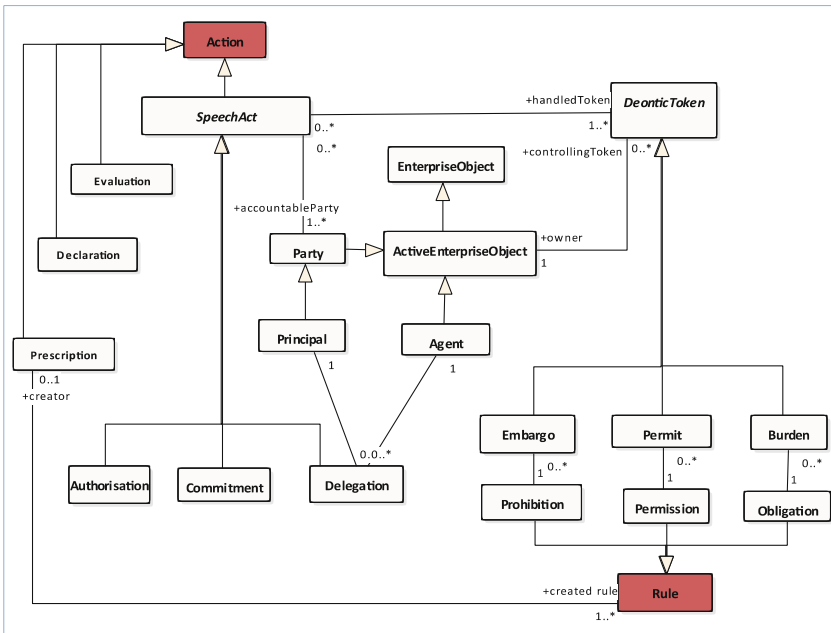 Action
+handledToken
DeonticToken
SpeechAct
0..*
1..*
0..*
+controllingToken
0..*
EnterpriseObject
Evaluation
+accountableParty
1..*
+owner
Party
ActiveEnterpriseObject
1
Declaration
Principal
Agent
Prescription
1
1
0..1
+creator
Embargo
Permit
Burden
0.0..*
1
0..*
0..*
0..*
Authorisation
Commitment
Delegation
1
1
Prohibition
Permission
Obligation
+created rule
Rule
1..*